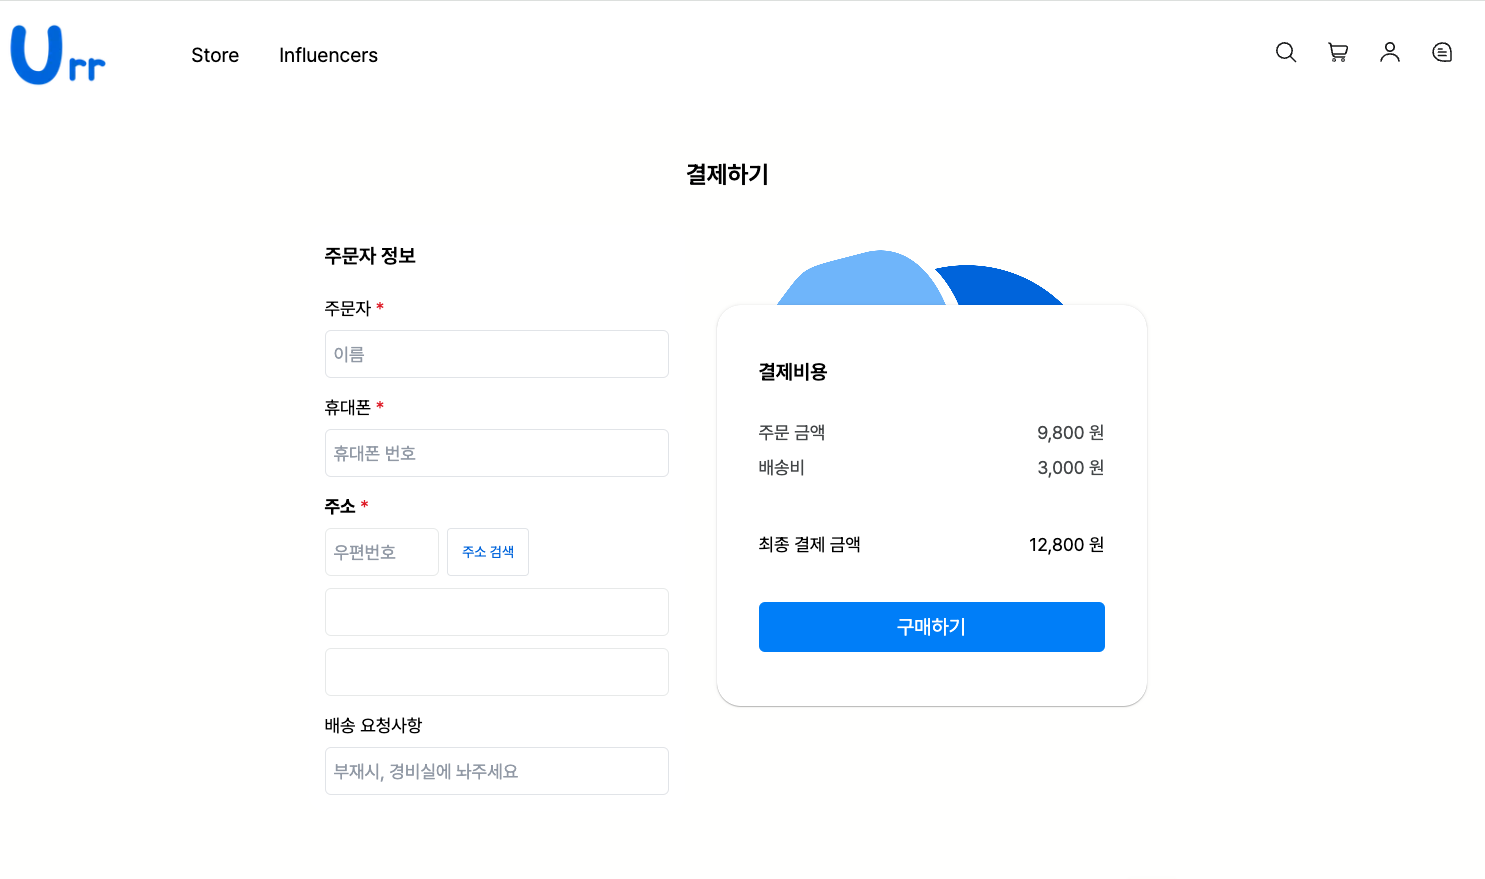 Urr
Store
Influencers
결제하기
주문자 정보
주문자 *
이름
휴대폰 *
휴대폰 번호
주소 *
우편번호
주소 검색
배송 요청사항
부재시, 경비실에 놔주세요
결제비용
주문 금액 9,800 원
배송비 3,000 원
최종 결제 금액 12,800 원
구매하기